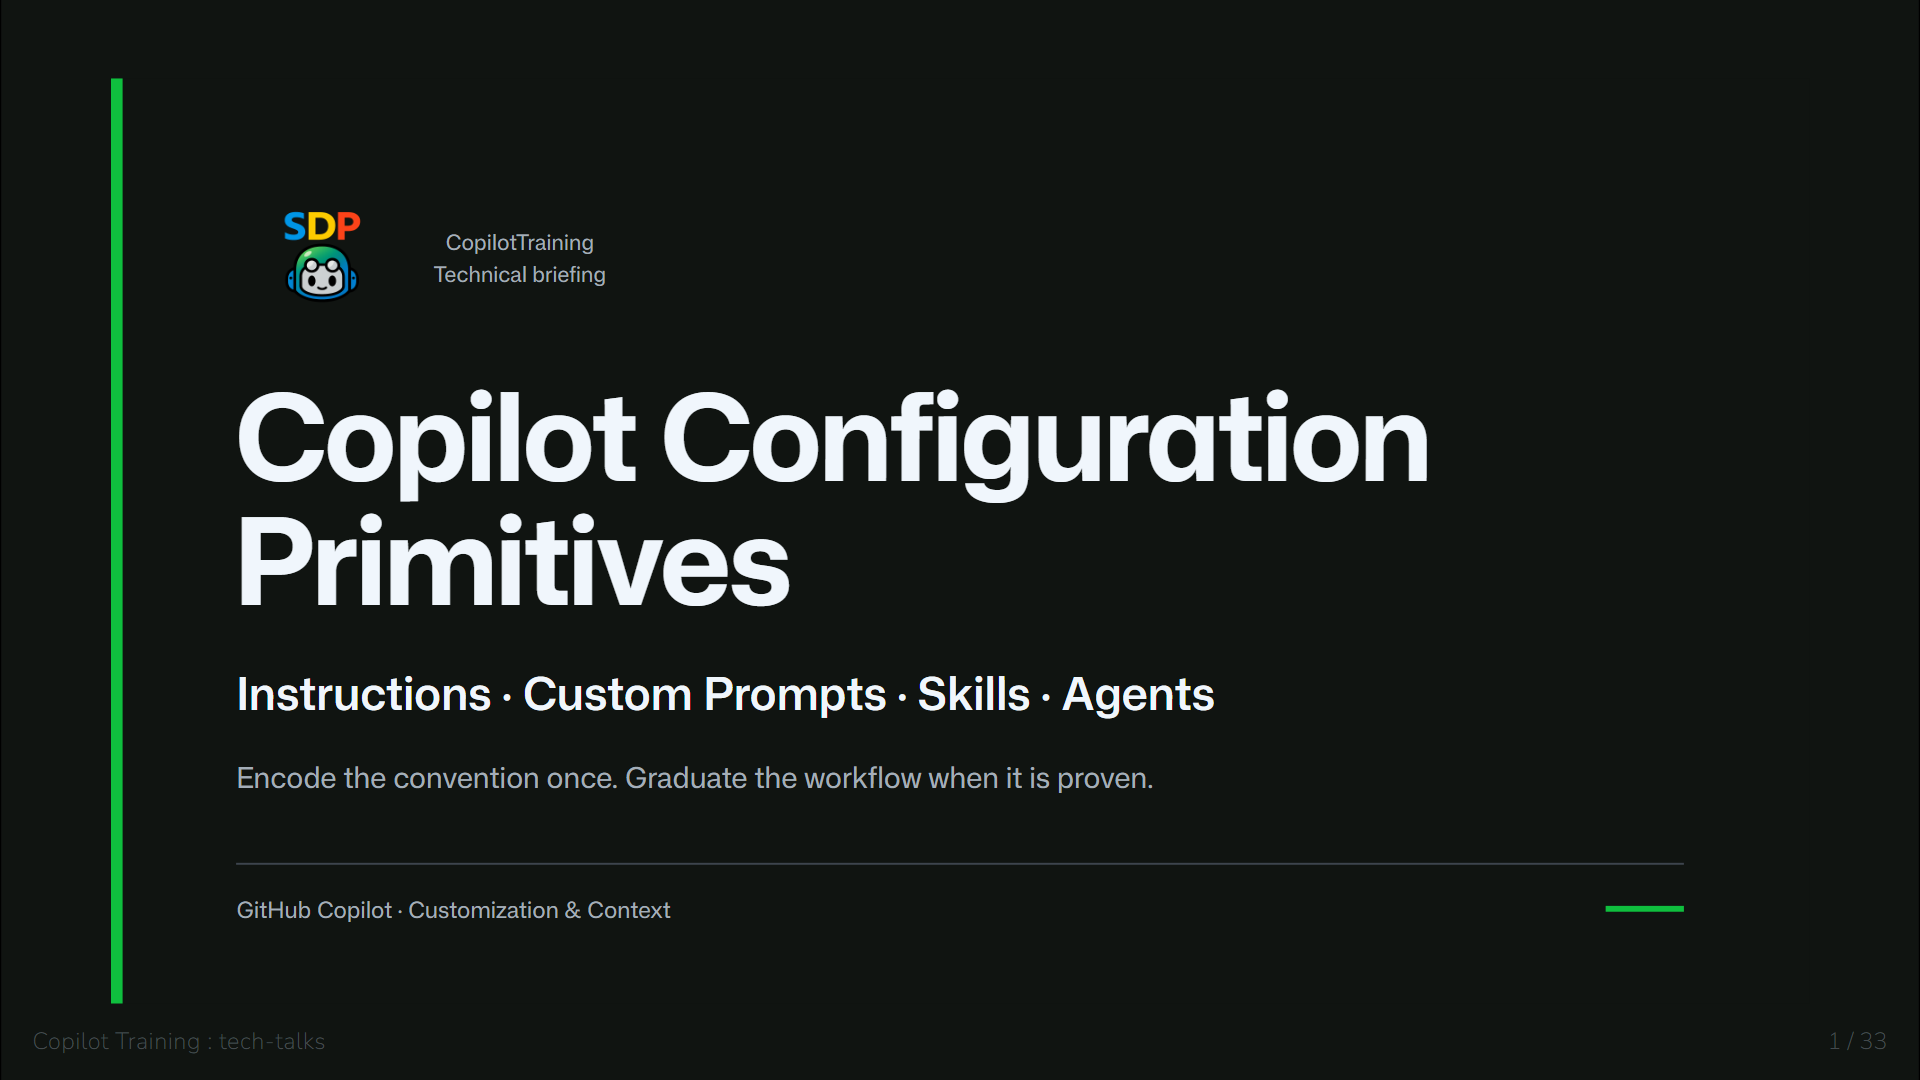 SDP
CopilotTraining
Technical briefing
Copilot Configuration
Primitives
Instructions · Custom Prompts · Skills · Agents
Encode the convention once. Graduate the workflow when it is proven.
GitHub Copilot · Customization & Context
Copilot Training : tech-talks
1 / 33